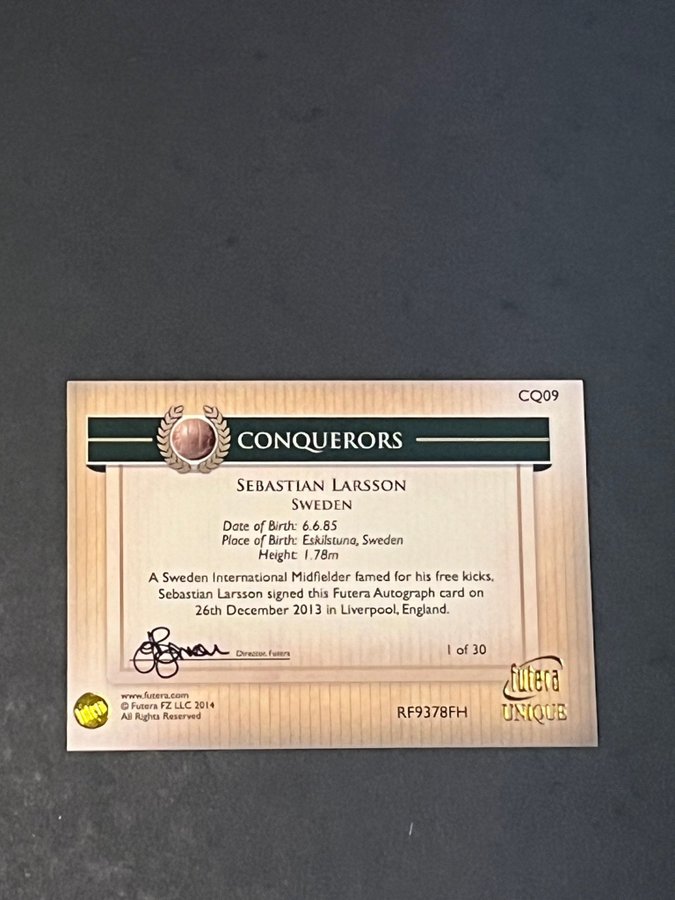 CQ09
CONQUERORS
SEBASTIAN LARSSON
SWEDEN
Date of Birth: 6.6.85
Place of Birth: Eskilstuna, Sweden
Height: 1.78m
A Sweden International Midfielder famed for his free kicks,
Sebastian Larsson signed this Futera Autograph card on
26th December 2013 in Liverpool, England.
Director, Futera
1 of 30
www.futera.com
© Futera FZ LLC 2014
All Rights Reserved
RF9378FH
futera
UNIQUE